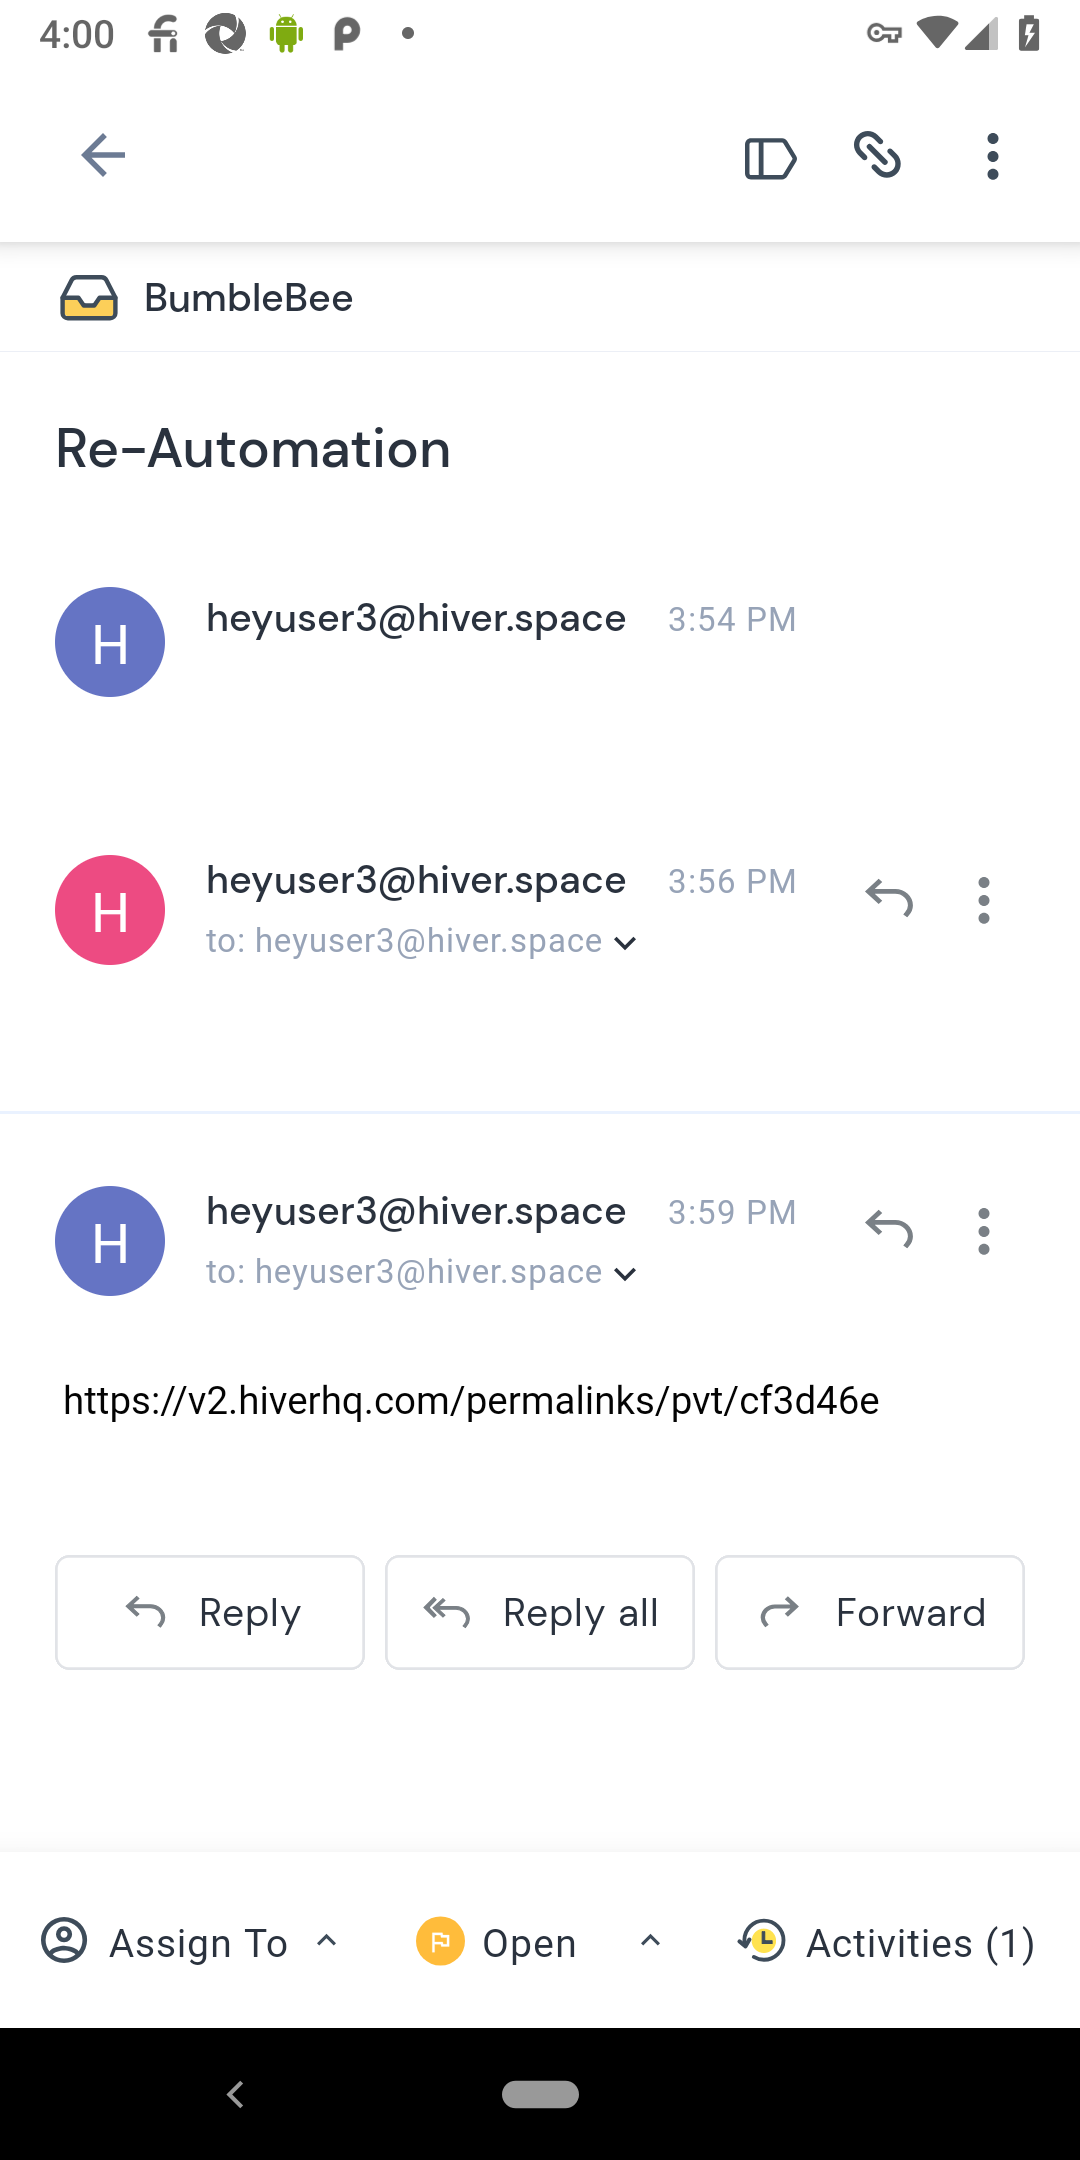 4:00
BumbleBee
Re-Automation
H
heyuser3@hiver.space 3:54 PM
H
heyuser3@hiver.space 3:56 PM
to: heyuser3@hiver.space
H
heyuser3@hiver.space 3:59 PM
to: heyuser3@hiver.space
https://v2.hiverhq.com/permalinks/pvt/cf3d46e
Reply Reply all Forward
Assign To Open Activities (1)